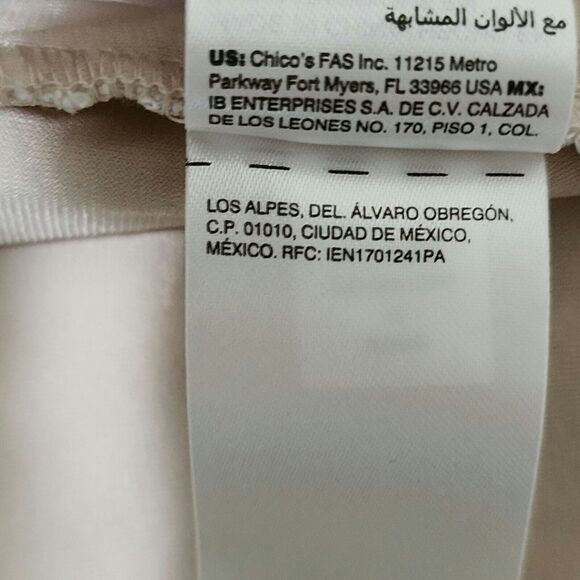 مع الألوان المشابهة
US: Chico's FAS Inc. 11215 Metro
Parkway Fort Myers, FL 33966 USA MX:
IB ENTERPRISES S.A. DE C.V. CALZADA
DE LOS LEONES NO. 170, PISO 1, COL.
LOS ALPES, DEL. ÁLVARO OBREGÓN,
C.P. 01010, CIUDAD DE MÉXICO,
MÉXICO. RFC: IEN1701241PA